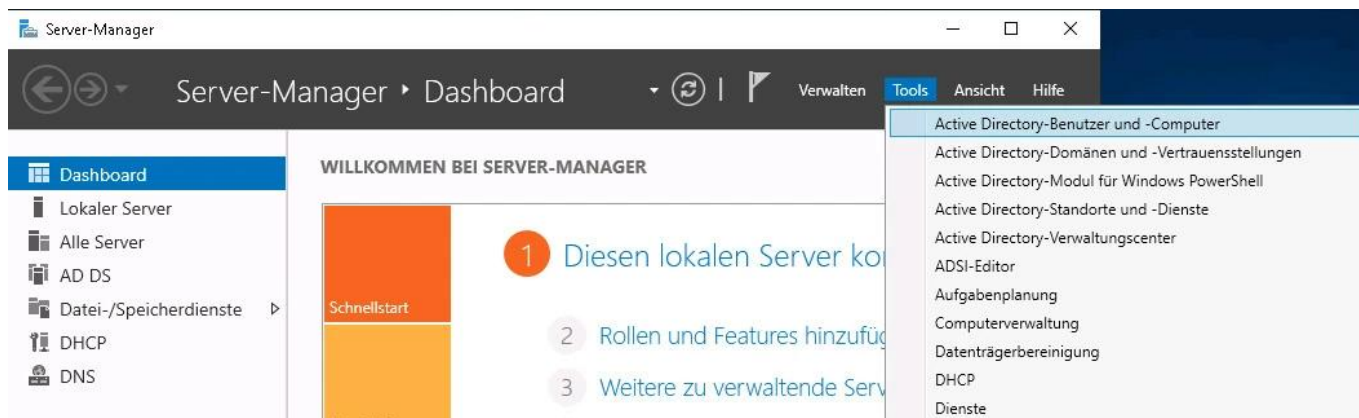 Server-Manager
Server-Manager ‣ Dashboard
Verwalten Tools Ansicht Hilfe
Active Directory-Benutzer und -Computer
Active Directory-Domänen und -Vertrauensstellungen
Active Directory-Modul für Windows PowerShell
Active Directory-Standorte und -Dienste
Active Directory-Verwaltungscenter
ADSI-Editor
Aufgabenplanung
Computerverwaltung
Datenträgerbereinigung
DHCP
Dienste
Dashboard
Lokaler Server
Alle Server
AD DS
Datei-/Speicherdienste
DHCP
DNS
WILLKOMMEN BEI SERVER-MANAGER
Schnellstart
1 Diesen lokalen Server
2 Rollen und Features
3 Weitere zu verwaltende